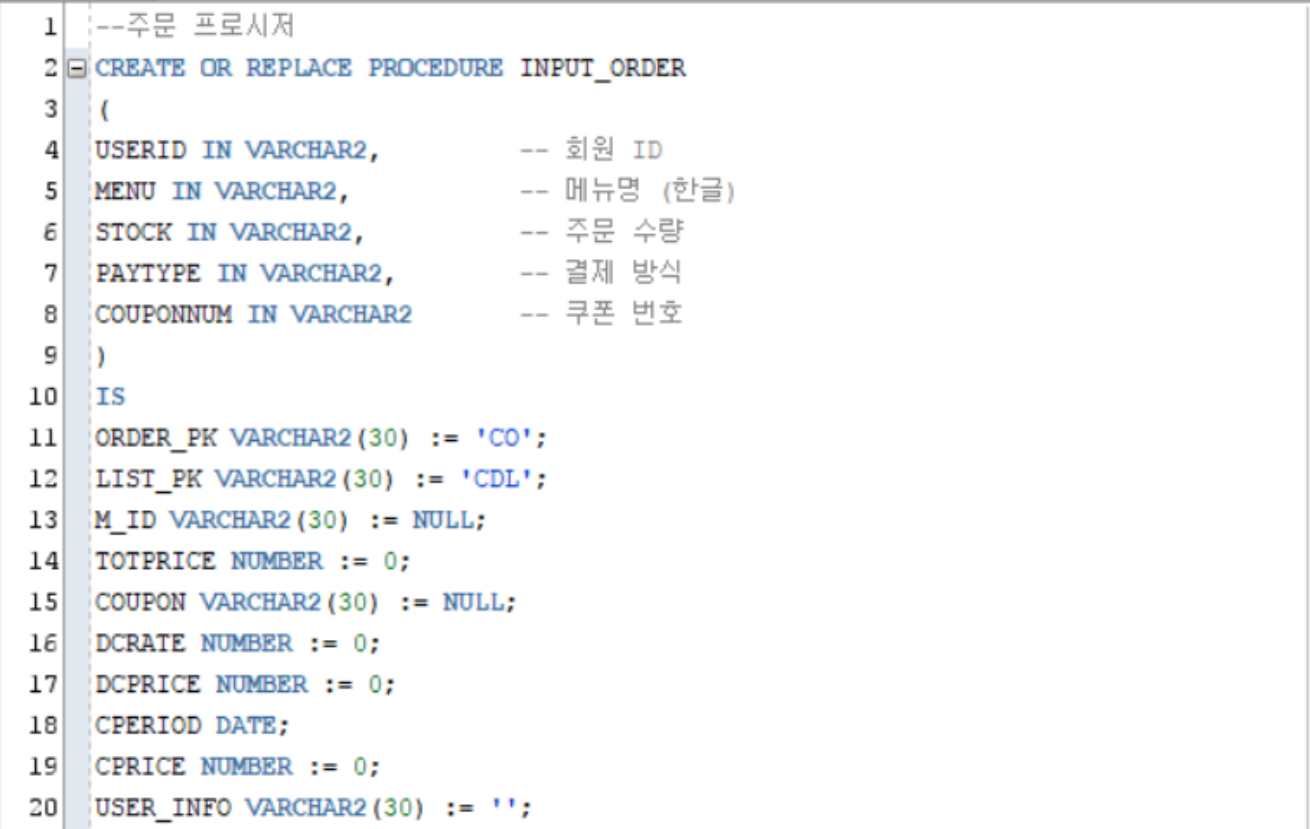 1 --주문 프로시저
2 CREATE OR REPLACE PROCEDURE INPUT_ORDER
3 (
4 USERID IN VARCHAR2, -- 회원 ID
5 MENU IN VARCHAR2, -- 메뉴명 (한글)
6 STOCK IN VARCHAR2, -- 주문 수량
7 PAYTYPE IN VARCHAR2, -- 결제 방식
8 COUPONNUM IN VARCHAR2 -- 쿠폰 번호
9 )
10 IS
11 ORDER_PK VARCHAR2(30) := 'CO';
12 LIST_PK VARCHAR2(30) := 'CDL';
13 M_ID VARCHAR2(30) := NULL;
14 TOTPRICE NUMBER := 0;
15 COUPON VARCHAR2(30) := NULL;
16 DCRATE NUMBER := 0;
17 DCPRICE NUMBER := 0;
18 CPERIOD DATE;
19 CPRICE NUMBER := 0;
20 USER_INFO VARCHAR2(30) := '';